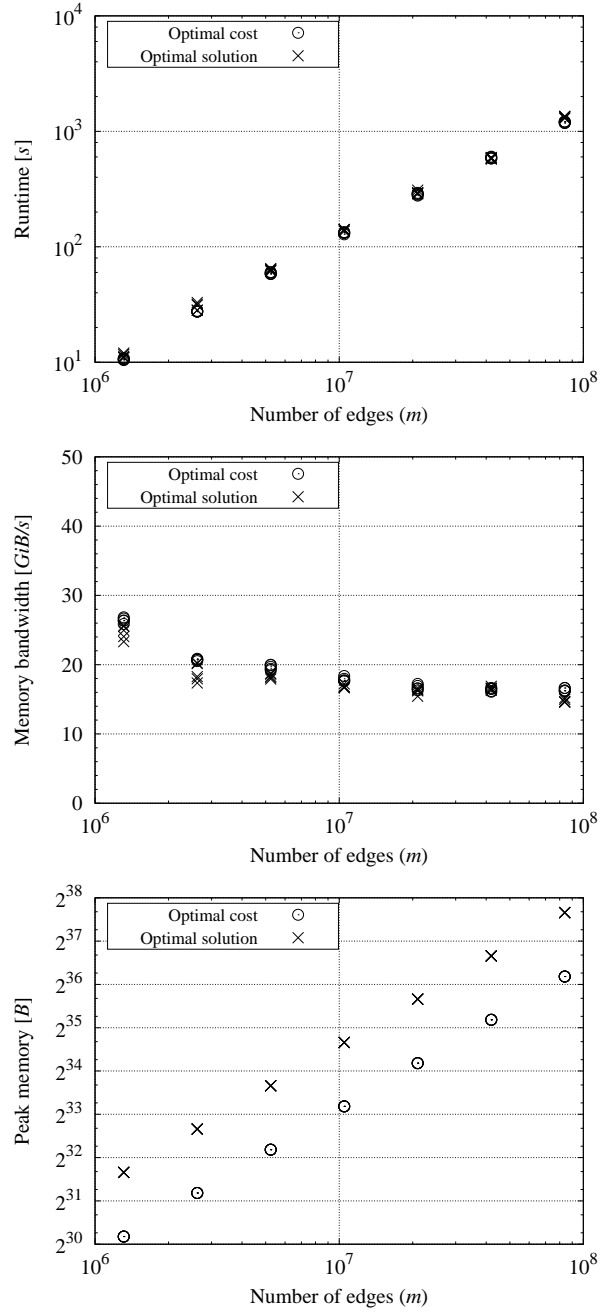 10^4
Optimal cost
Optimal solution
10^3
Runtime [s]
10^2
10^1
10^6 10^7 10^8
Number of edges (m)
50
Optimal cost
Optimal solution
40
30
Memory bandwidth [GiB/s]
20
10
0
10^6 10^7 10^8
Number of edges (m)
2^38
Optimal cost
Optimal solution
2^37
2^36
2^35
Peak memory [B]
2^34
2^33
2^32
2^31
2^30
10^6 10^7 10^8
Number of edges (m)